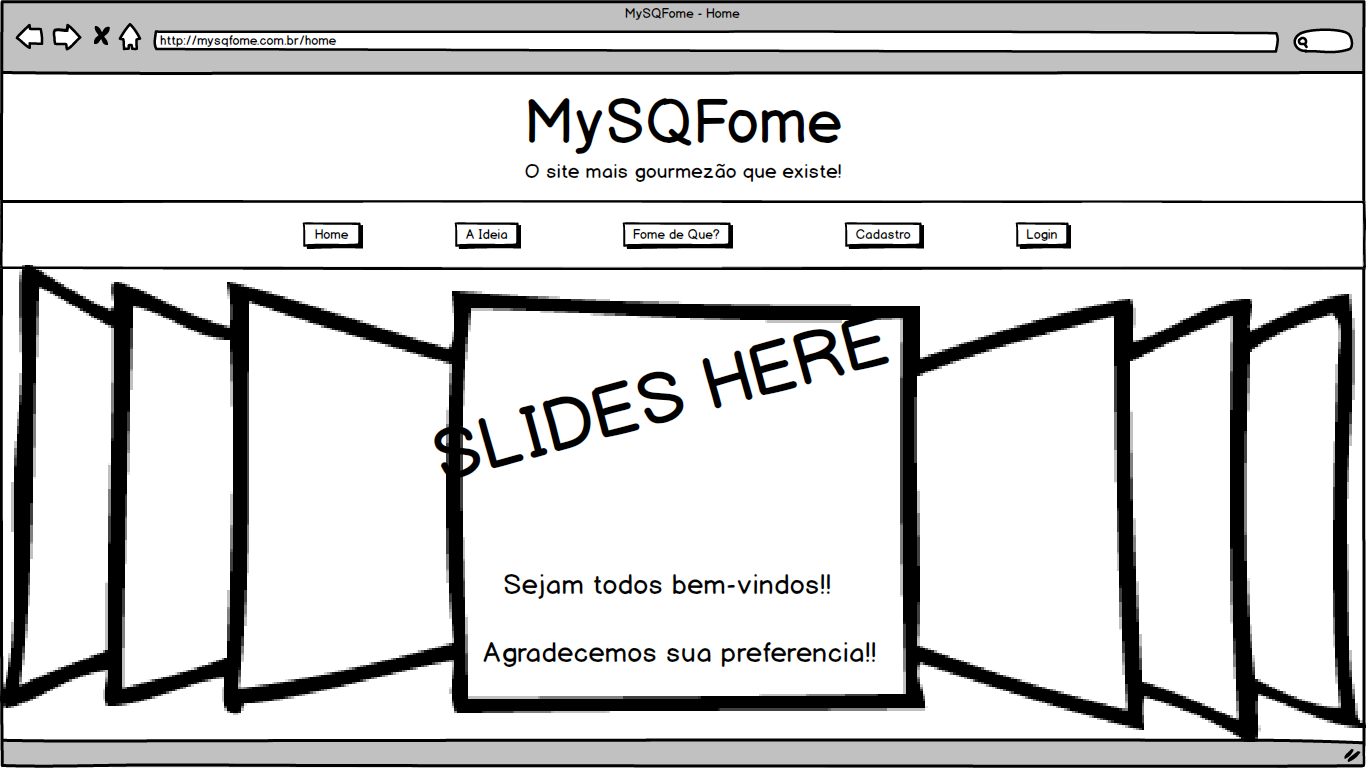 MySQFome - Home
http://mysqfome.com.br/home
MySQFome
O site mais gourmezão que existe!
Home A Ideia Fome de Que? Cadastro Login
SLIDES HERE
Sejam todos bem-vindos!!
Agradecemos sua preferencia!!